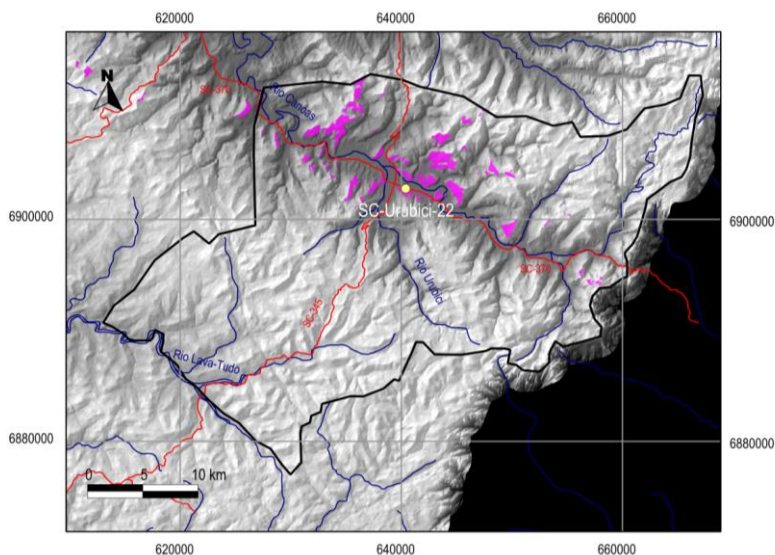 620000 640000 660000
N
SC-370
Rio Canoas
SC-Urubici-22
6900000 6900000
SC-370
Rio Urubici
SC-345
Rio Lava-Tudo
6880000 6880000
0 5 10 km
620000 640000 660000